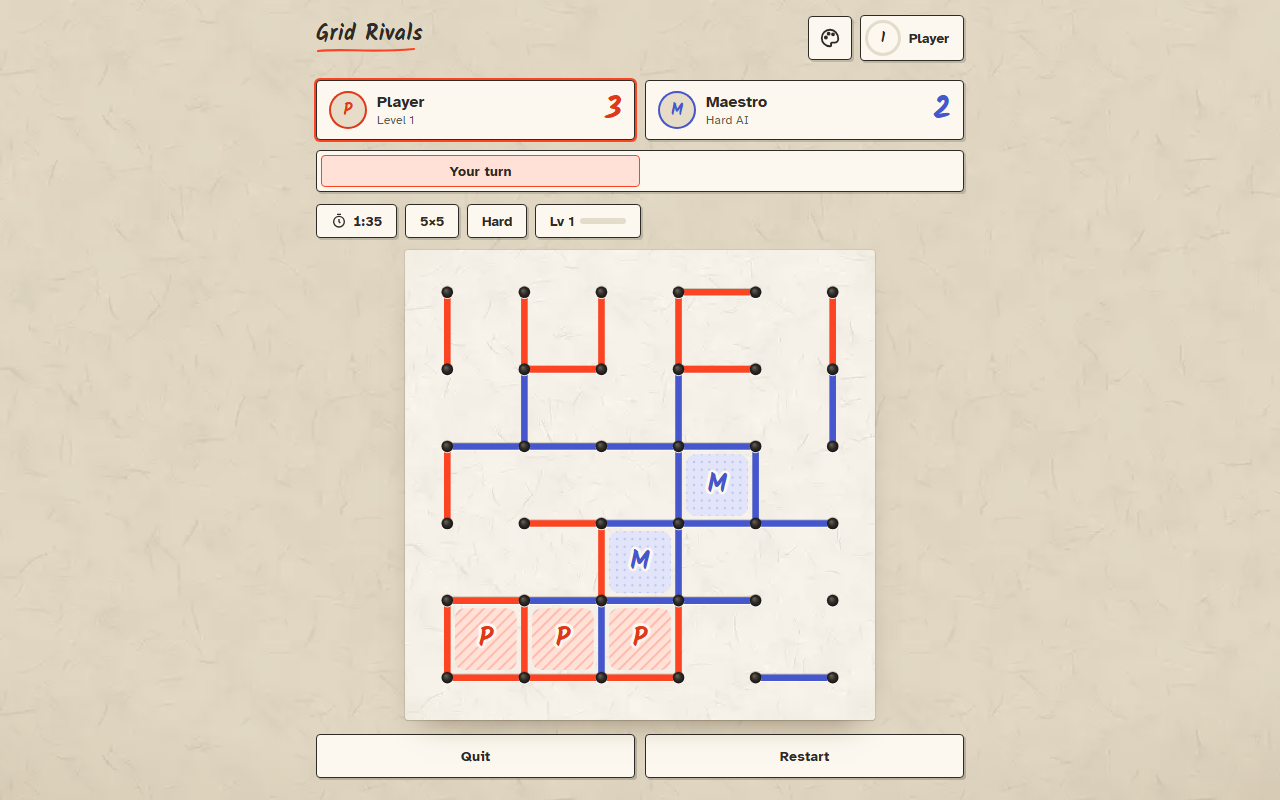 Grid Rivals
1 Player
P Player
Level 1
3
M Maestro
Hard AI
2
Your turn
1:35
5×5
Hard
Lv 1
M
M
P P P
Quit
Restart